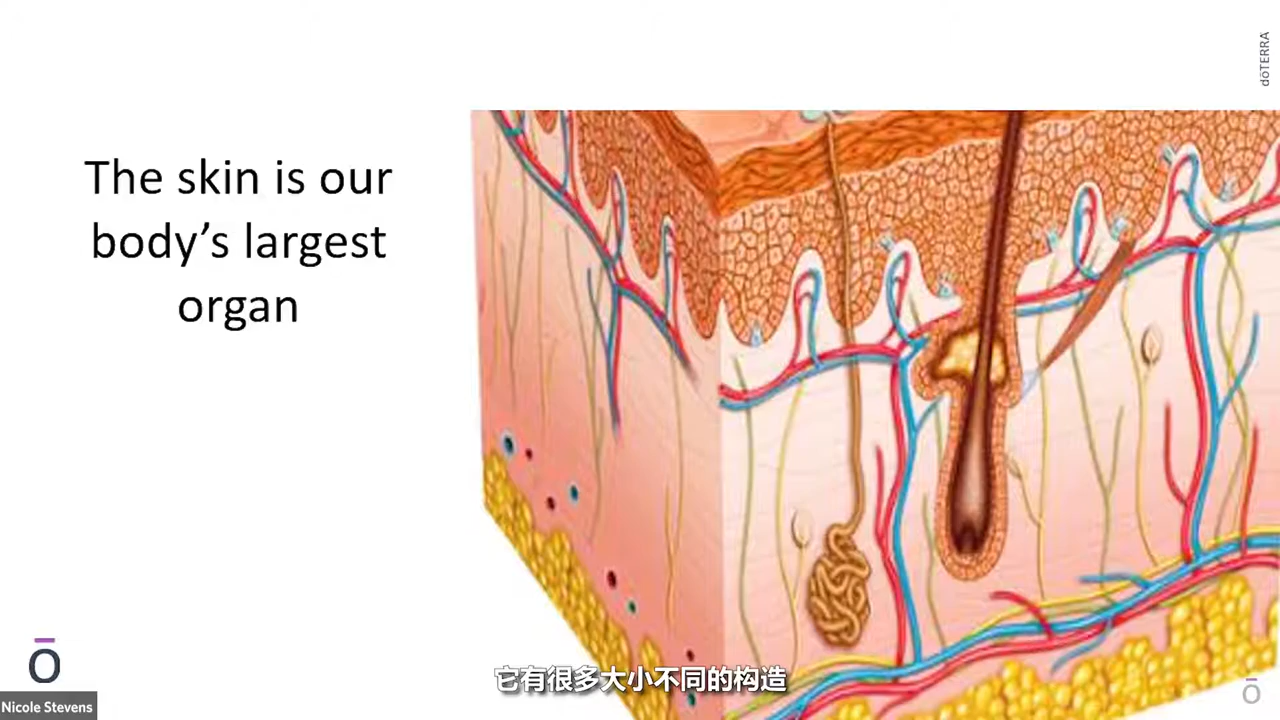 dōTERRA
The skin is our
body’s largest
organ
ō
Nicole Stevens
它有很多大小不同的构造
ō